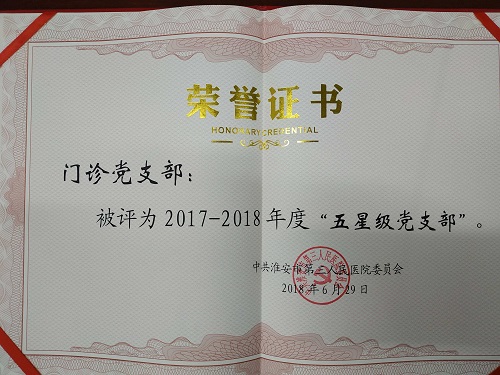 荣誉证书
HONORARY CREDENTIAL
门诊党支部：
被评为 2017-2018 年度 “五星级党支部”。
中共淮安市第三人民医院委员会
2018 年 6 月 29 日